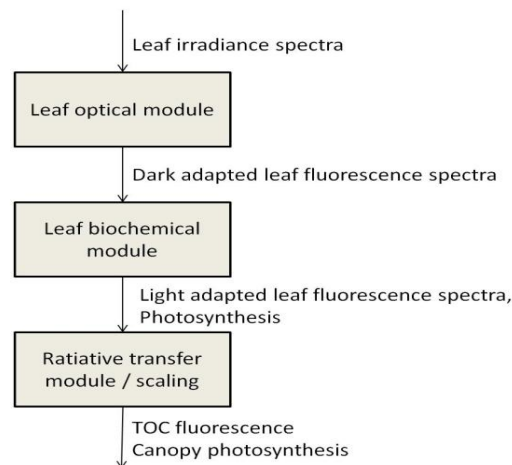 Leaf irradiance spectra
Leaf optical module
Dark adapted leaf fluorescence spectra
Leaf biochemical
module
Light adapted leaf fluorescence spectra,
Photosynthesis
Ratiative transfer
module / scaling
TOC fluorescence
Canopy photosynthesis